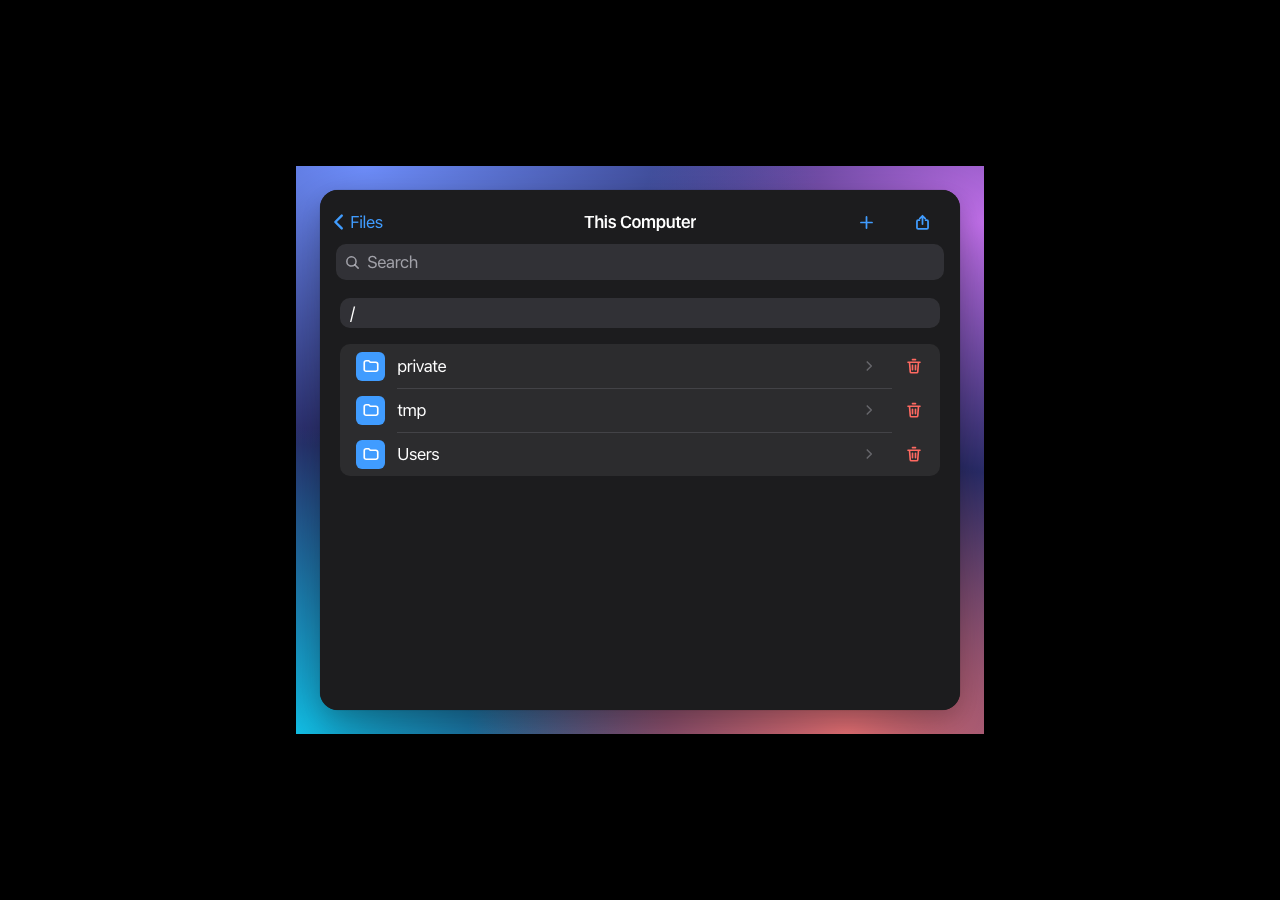 Files
This Computer
Search
/
private
tmp
Users